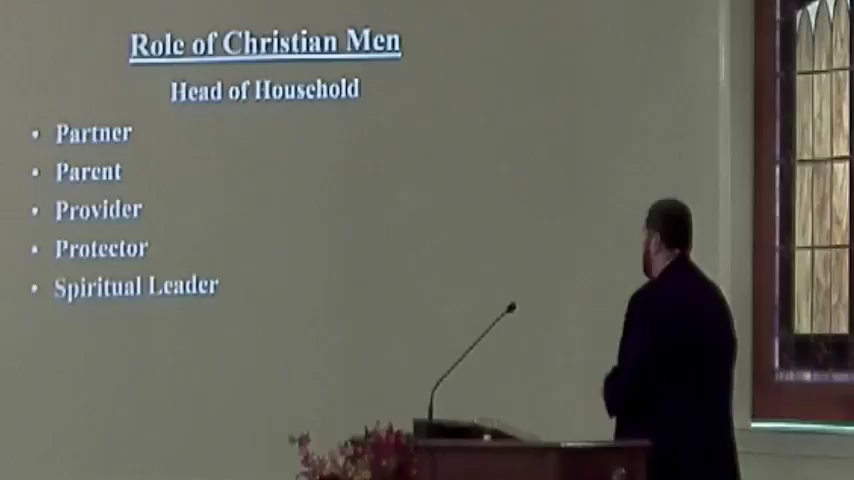 Role of Christian Men
Head of Household
• Partner
• Parent
• Provider
• Protector
• Spiritual Leader